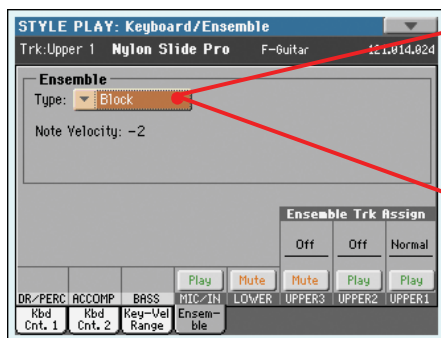 STYLE PLAY: Keyboard/Ensemble
Trk:Upper 1 Nylon Slide Pro F-Guitar 121.014.024
Ensemble
Type: Block
Note Velocity: -2
Ensemble Trk Assign
Off Off Normal
Play Mute Mute Play Play
DR/PERC ACCOMP BASS MIC/IN LOWER UPPER3 UPPER2 UPPER1
Kbd Cnt. 1 Kbd Cnt. 2 Key-Vel Range Ensem-ble